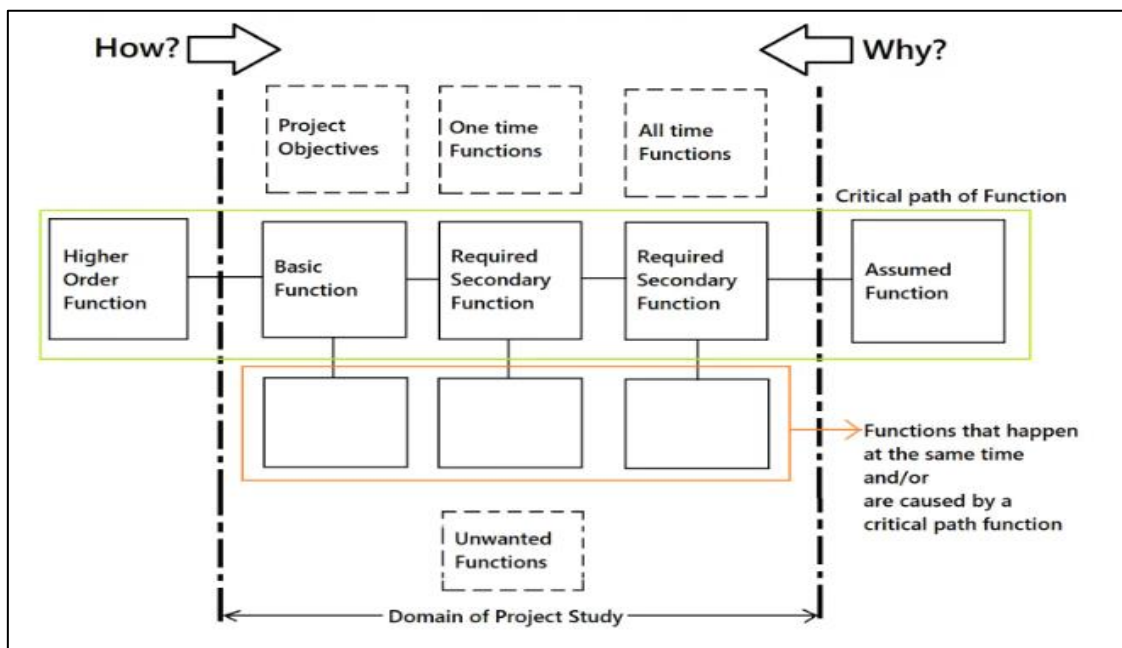 How?
Why?
Project
Objectives
One time
Functions
All time
Functions
Critical path of Function
Higher
Order
Function
Basic
Function
Required
Secondary
Function
Required
Secondary
Function
Assumed
Function
Functions that happen
at the same time
and/or
are caused by a
critical path function
Unwanted
Functions
Domain of Project Study